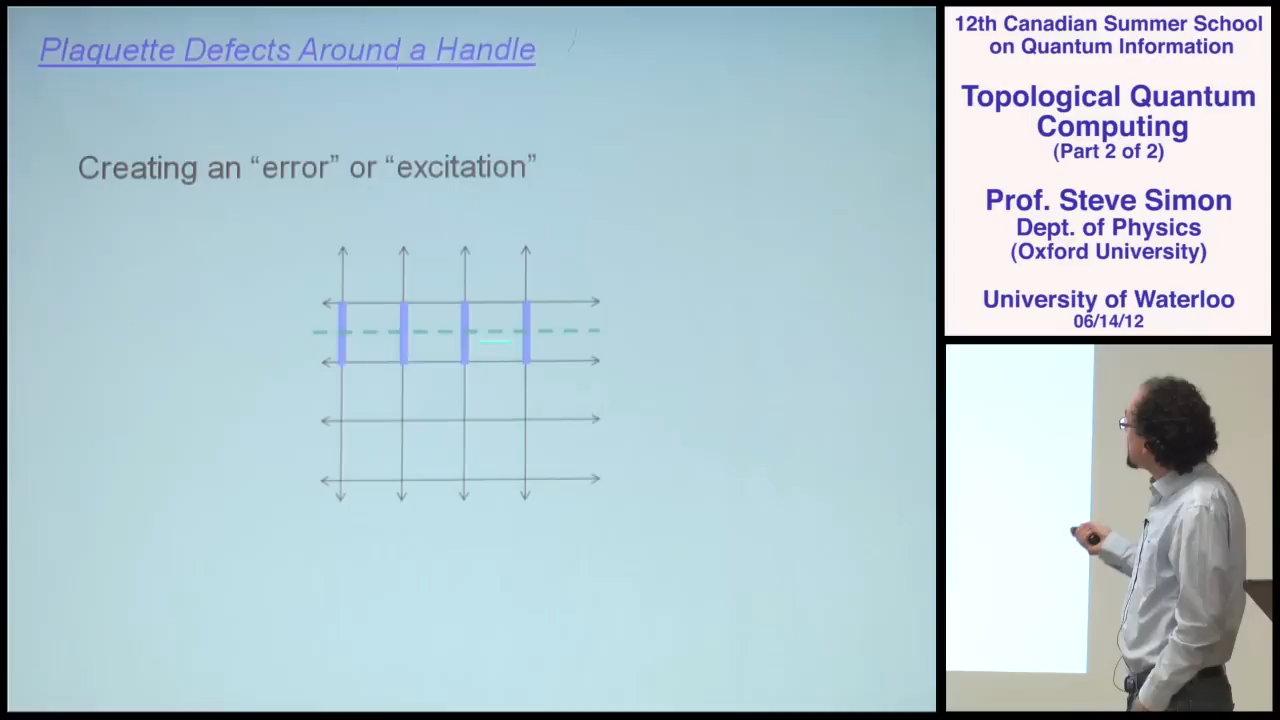 Plaquette Defects Around a Handle
Creating an “error” or “excitation”
12th Canadian Summer School
on Quantum Information
Topological Quantum
Computing
(Part 2 of 2)
Prof. Steve Simon
Dept. of Physics
(Oxford University)
University of Waterloo
06/14/12